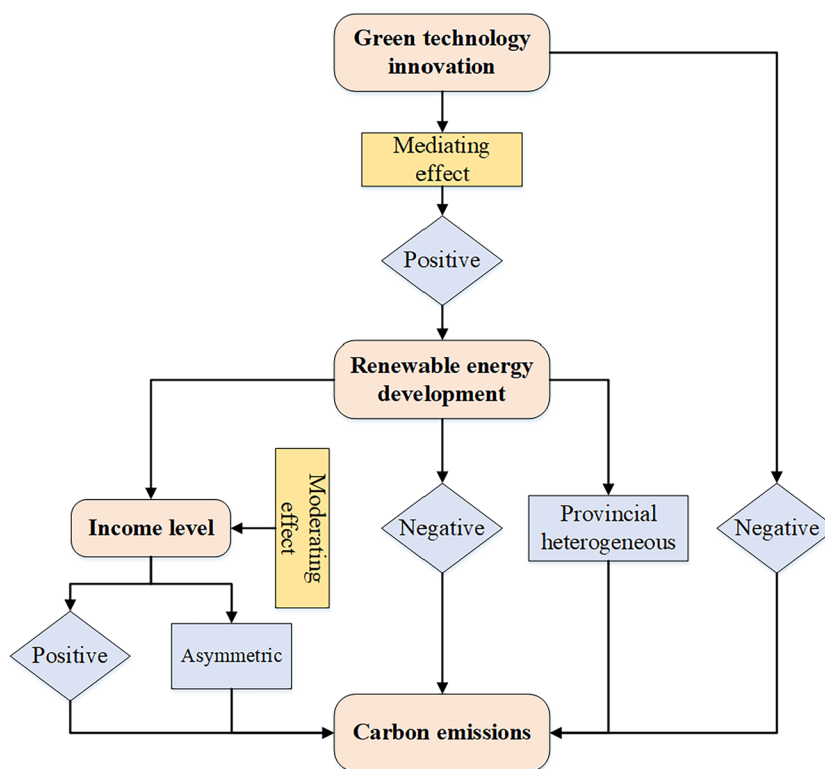 Green technology
innovation
Mediating
effect
Positive
Renewable energy
development
Moderating
effect
Income level
Negative
Provincial
heterogeneous
Negative
Positive
Asymmetric
Carbon emissions